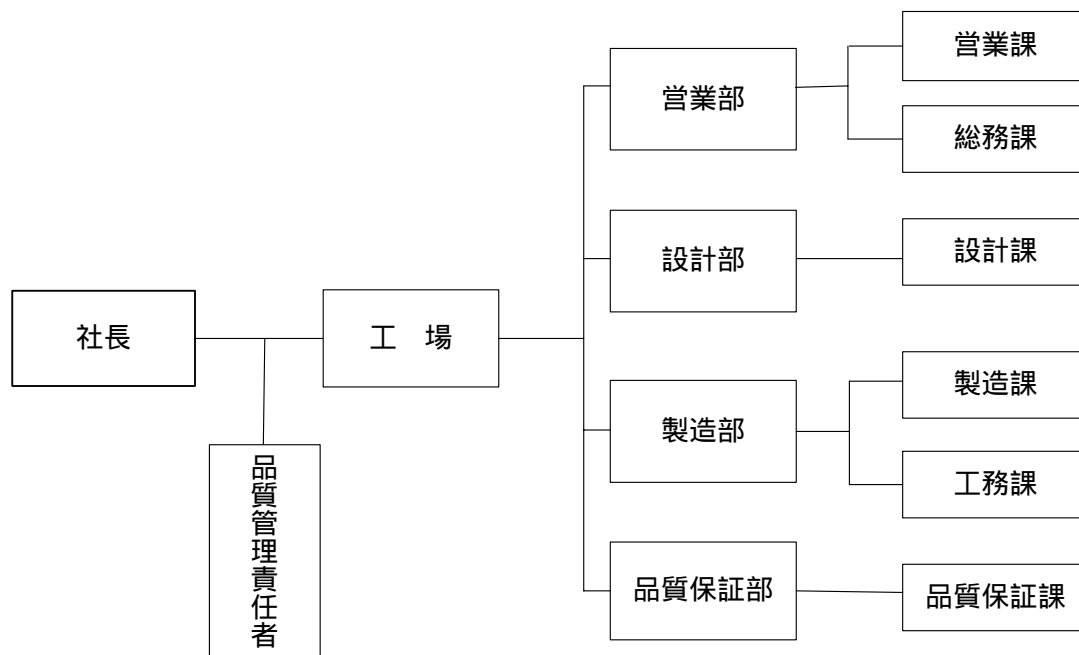 社長
品質管理責任者
工　場
営業部
営業課
総務課
設計部
設計課
製造部
製造課
工務課
品質保証部
品質保証課